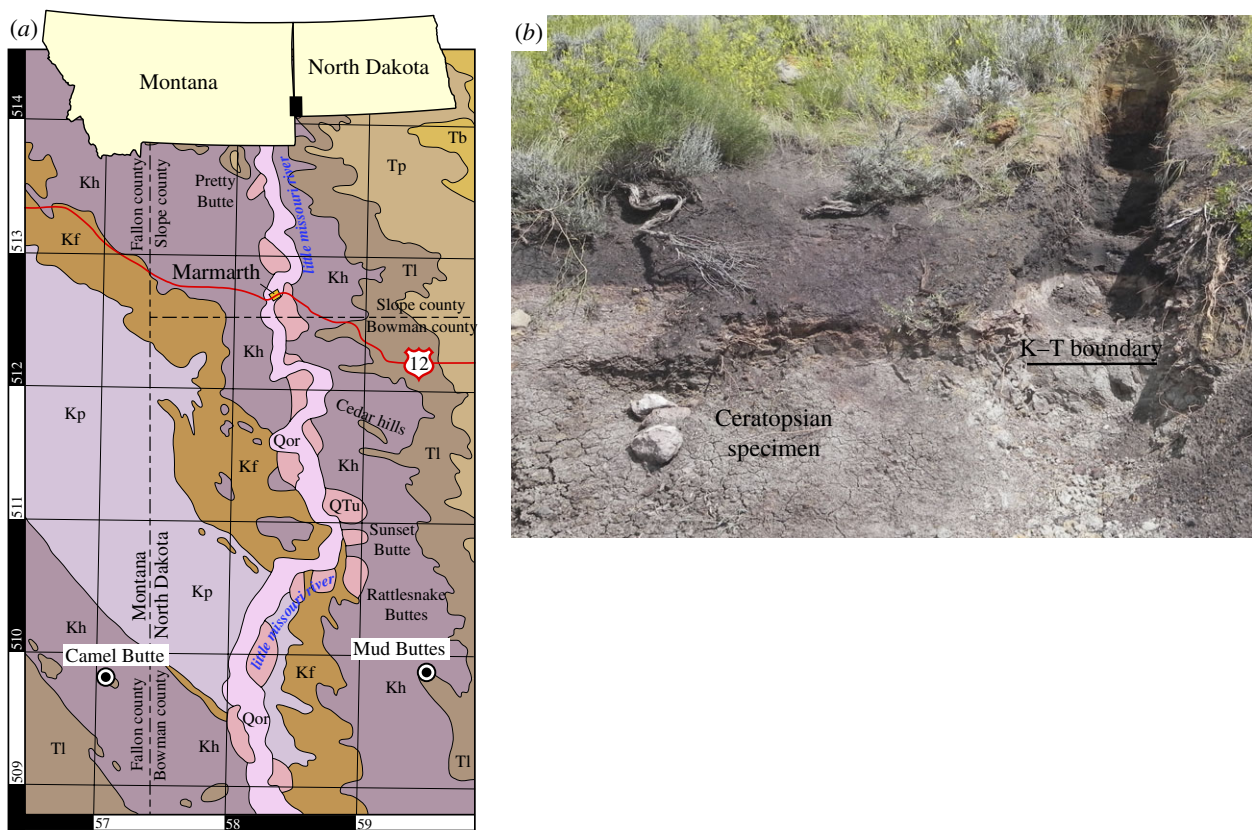 (a)
Montana
North Dakota
514
513
512
511
510
509
57
58
59
Tb
Tp
Kh
Pretty
Butte
little missouri river
Fallon county
Slope county
Kf
Marmarth
Kh
Tl
Slope county
Bowman county
Kh
12
Kp
Cedar hills
Qor
Kf
Kh
Tl
QTu
Sunset
Butte
Montana
North Dakota
Kp
little missouri river
Rattlesnake
Buttes
Kh
Camel Butte
Mud Buttes
Kf
Kh
Fallon county
Bowman county
Qor
Tl
Kh
Tl
(b)
K–T boundary
Ceratopsian
specimen